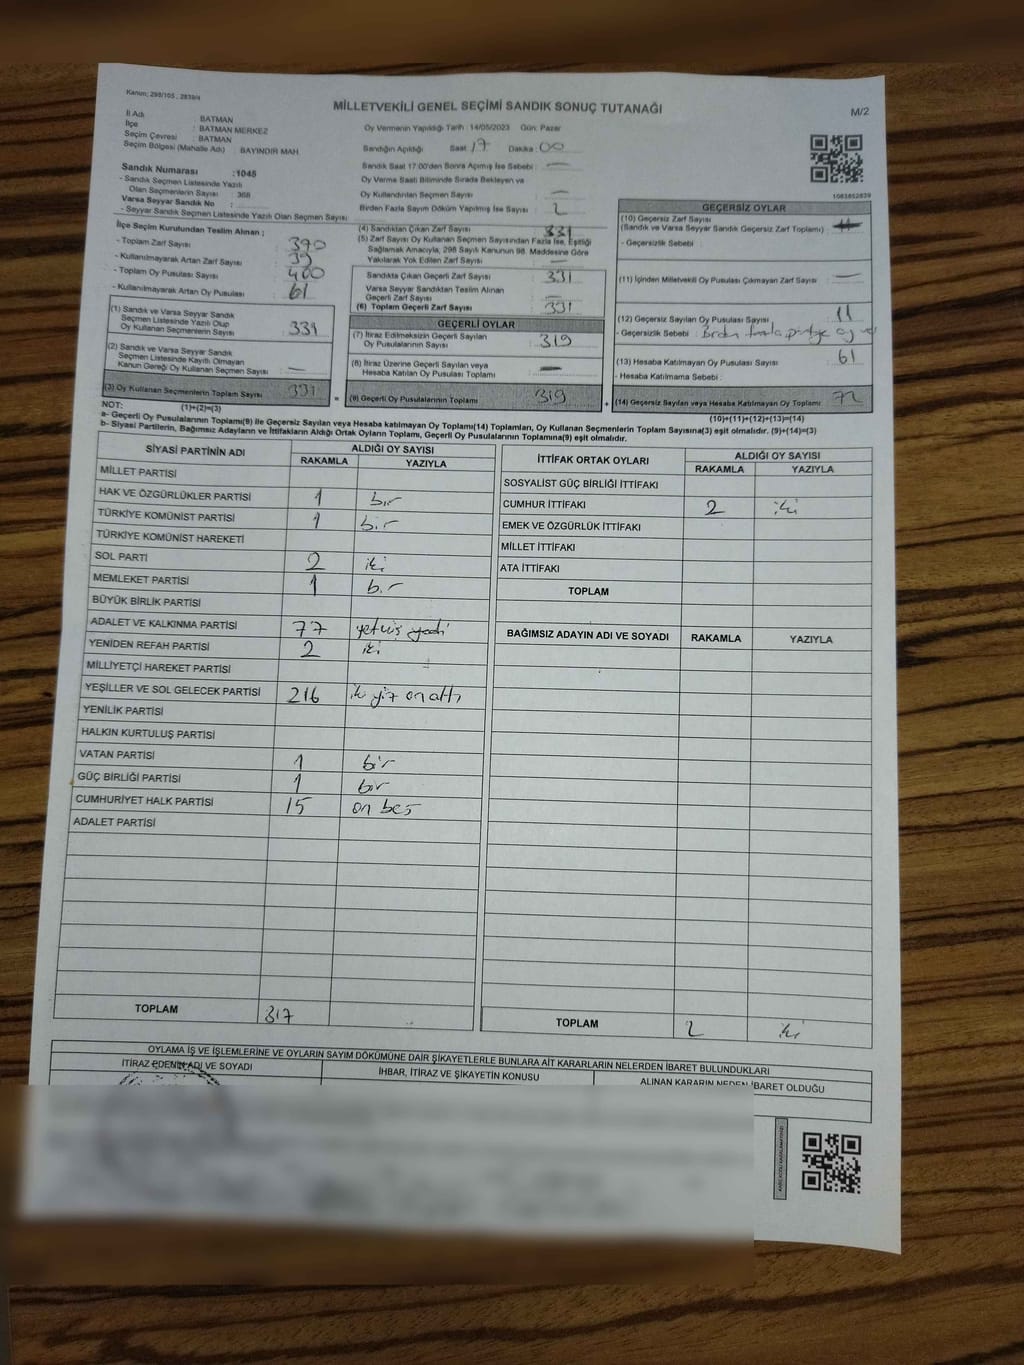 Kanun; 298/105 , 2839/4
MİLLETVEKİLİ GENEL SEÇİMİ SANDIK SONUÇ TUTANAĞI
M/2
İl Adı : BATMAN
İlçe : BATMAN MERKEZ
Seçim Çevresi : BATMAN
Seçim Bölgesi (Mahalle Adı) : BAYINDIR MAH.
Oy Vermenin Yapıldığı Tarih : 14/05/2023 Gün: Pazar
Sandığın Açıldığı Saat : 17 Dakika : 00
Sandık Saat 17:00'den Sonra Açılmış İse Sebebi : —
Oy Verme Saati Bitiminde Sırada Bekleyen ve
Oy Kullandırılan Seçmen Sayısı : —
Birden Fazla Sayım Döküm Yapılmış İse Sayısı : 2
Sandık Numarası : 1045
- Sandık Seçmen Listesinde Yazılı
Olan Seçmenlerin Sayısı : 368
Varsa Seyyar Sandık No :
- Seyyar Sandık Seçmen Listesinde Yazılı Olan Seçmen Sayısı :
1083852839
İlçe Seçim Kurulundan Teslim Alınan ;
- Toplam Zarf Sayısı : 390
- Kullanılmayarak Artan Zarf Sayısı : 39
- Toplam Oy Pusulası Sayısı : 400
- Kullanılmayarak Artan Oy Pusulası : 61
(1) Sandık ve Varsa Seyyar Sandık
Seçmen Listesinde Yazılı Olup
Oy Kullanan Seçmenlerin Sayısı : 331
(2) Sandık ve Varsa Seyyar Sandık
Seçmen Listesinde Kayıtlı Olmayan
Kanun Gereği Oy Kullanan Seçmen Sayısı : —
(3) Oy Kullanan Seçmenlerin Toplam Sayısı : 331
(1)+(2)=(3)
(4) Sandıktan Çıkan Zarf Sayısı : 331
(5) Zarf Sayısı Oy Kullanan Seçmen Sayısından Fazla İse, Eşitliği
Sağlamak Amacıyla, 298 Sayılı Kanunun 98. Maddesine Göre
Yakılarak Yok Edilen Zarf Sayısı : —
Sandıkta Çıkan Geçerli Zarf Sayısı : 331
Varsa Seyyar Sandıktan Teslim Alınan
Geçerli Zarf Sayısı : —
(6) Toplam Geçerli Zarf Sayısı : 331
GEÇERLİ OYLAR
(7) İtiraz Edilmeksizin Geçerli Sayılan
Oy Pusulalarının Sayısı : 319
(8) İtiraz Üzerine Geçerli Sayılan veya
Hesaba Katılan Oy Pusulası Toplamı : —
= (9) Geçerli Oy Pusulalarının Toplamı : 319
GEÇERSİZ OYLAR
(10) Geçersiz Zarf Sayısı
(Sandık ve Varsa Seyyar Sandık Geçersiz Zarf Toplamı) :
- Geçersizlik Sebebi :
(11) İçinden Milletvekili Oy Pusulası Çıkmayan Zarf Sayısı : —
(12) Geçersiz Sayılan Oy Pusulası Sayısı : 11
- Geçersizlik Sebebi : Birden fazla partiye oy
(13) Hesaba Katılmayan Oy Pusulası Sayısı : 61
- Hesaba Katılmama Sebebi :
+ (14) Geçersiz Sayılan veya Hesaba Katılmayan Oy Toplamı : 72
(10)+(11)+(12)+(13)=(14)
NOT:
a- Geçerli Oy Pusulalarının Toplamı(9) ile Geçersiz Sayılan veya Hesaba katılmayan Oy Toplamı(14) Toplamları, Oy Kullanan Seçmenlerin Toplam Sayısına(3) eşit olmalıdır. (9)+(14)=(3)
b- Siyasi Partilerin, Bağımsız Adayların ve İttifakların Aldığı Ortak Oyların Toplamı, Geçerli Oy Pusulalarının Toplamına(9) eşit olmalıdır.
SİYASİ PARTİNİN ADI ALDIĞI OY SAYISI
RAKAMLA YAZIYLA
MİLLET PARTİSİ
HAK VE ÖZGÜRLÜKLER PARTİSİ 1 bir
TÜRKİYE KOMÜNİST PARTİSİ 1 bir
TÜRKİYE KOMÜNİST HAREKETİ
SOL PARTİ 2 iki
MEMLEKET PARTİSİ 1 bir
BÜYÜK BİRLİK PARTİSİ
ADALET VE KALKINMA PARTİSİ 77 yetmiş yedi
YENİDEN REFAH PARTİSİ 2 iki
MİLLİYETÇİ HAREKET PARTİSİ
YEŞİLLER VE SOL GELECEK PARTİSİ 216 iki yüz on altı
YENİLİK PARTİSİ
HALKIN KURTULUŞ PARTİSİ
VATAN PARTİSİ 1 bir
GÜÇ BİRLİĞİ PARTİSİ 1 bir
CUMHURİYET HALK PARTİSİ 15 on beş
ADALET PARTİSİ
TOPLAM 317
İTTİFAK ORTAK OYLARI ALDIĞI OY SAYISI
RAKAMLA YAZIYLA
SOSYALİST GÜÇ BİRLİĞİ İTTİFAKI
CUMHUR İTTİFAKI 2 iki
EMEK VE ÖZGÜRLÜK İTTİFAKI
MİLLET İTTİFAKI
ATA İTTİFAKI
TOPLAM
BAĞIMSIZ ADAYIN ADI VE SOYADI RAKAMLA YAZIYLA
TOPLAM 2 iki
OYLAMA İŞ VE İŞLEMLERİNE VE OYLARIN SAYIM DÖKÜMÜNE DAİR ŞİKAYETLERLE BUNLARA AİT KARARLARIN NELERDEN İBARET BULUNDUKLARI
İTİRAZ EDENİN ADI VE SOYADI
İHBAR, İTİRAZ VE ŞİKAYETİN KONUSU
ALINAN KARARIN NEDEN İBARET OLDUĞU